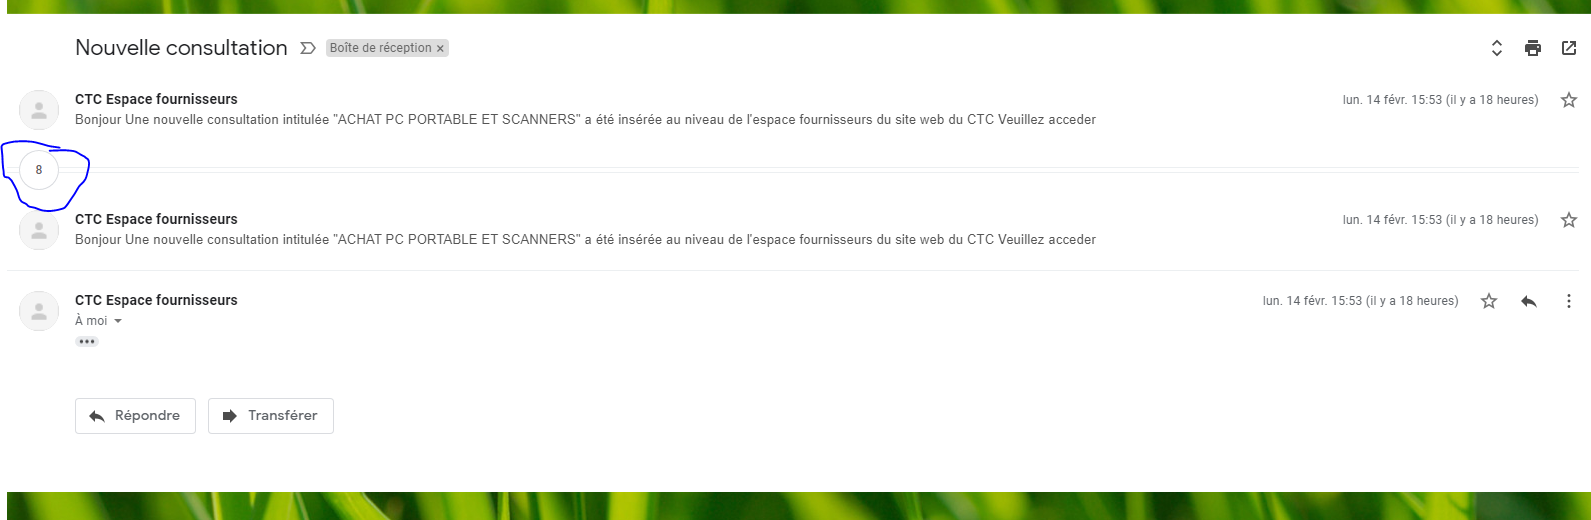 Nouvelle consultation Boîte de réception ×
CTC Espace fournisseurs lun. 14 févr. 15:53 (il y a 18 heures)
Bonjour Une nouvelle consultation intitulée "ACHAT PC PORTABLE ET SCANNERS" a été insérée au niveau de l'espace fournisseurs du site web du CTC Veuillez acceder
8
CTC Espace fournisseurs lun. 14 févr. 15:53 (il y a 18 heures)
Bonjour Une nouvelle consultation intitulée "ACHAT PC PORTABLE ET SCANNERS" a été insérée au niveau de l'espace fournisseurs du site web du CTC Veuillez acceder
CTC Espace fournisseurs lun. 14 févr. 15:53 (il y a 18 heures)
À moi
Répondre Transférer